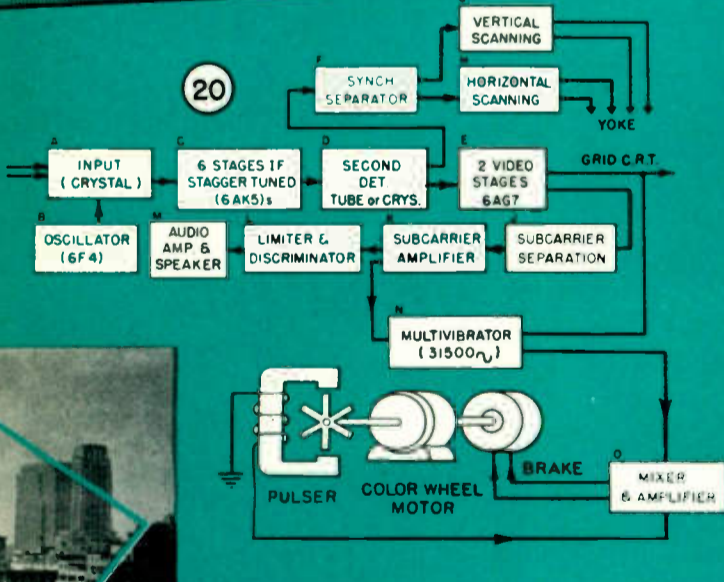 VERTICAL
SCANNING
20
F
SYNCH
SEPARATOR
H
HORIZONTAL
SCANNING
YOKE
A
INPUT
(CRYSTAL)
C
6 STAGES IF
STAGGER TUNED
(6AK5)s
D
SECOND
DET
TUBE or CRYS.
E
2 VIDEO
STAGES
6AG7
GRID C.R.T.
B
OSCILLATOR
(6F4)
M
AUDIO
AMP &
SPEAKER
L
LIMITER &
DISCRIMINATOR
K
SUBCARRIER
AMPLIFIER
SUBCARRIER
SEPARATION
N
MULTIVIBRATOR
(31500~)
PULSER
COLOR WHEEL
MOTOR
BRAKE
O
MIXER
& AMPLIFIER